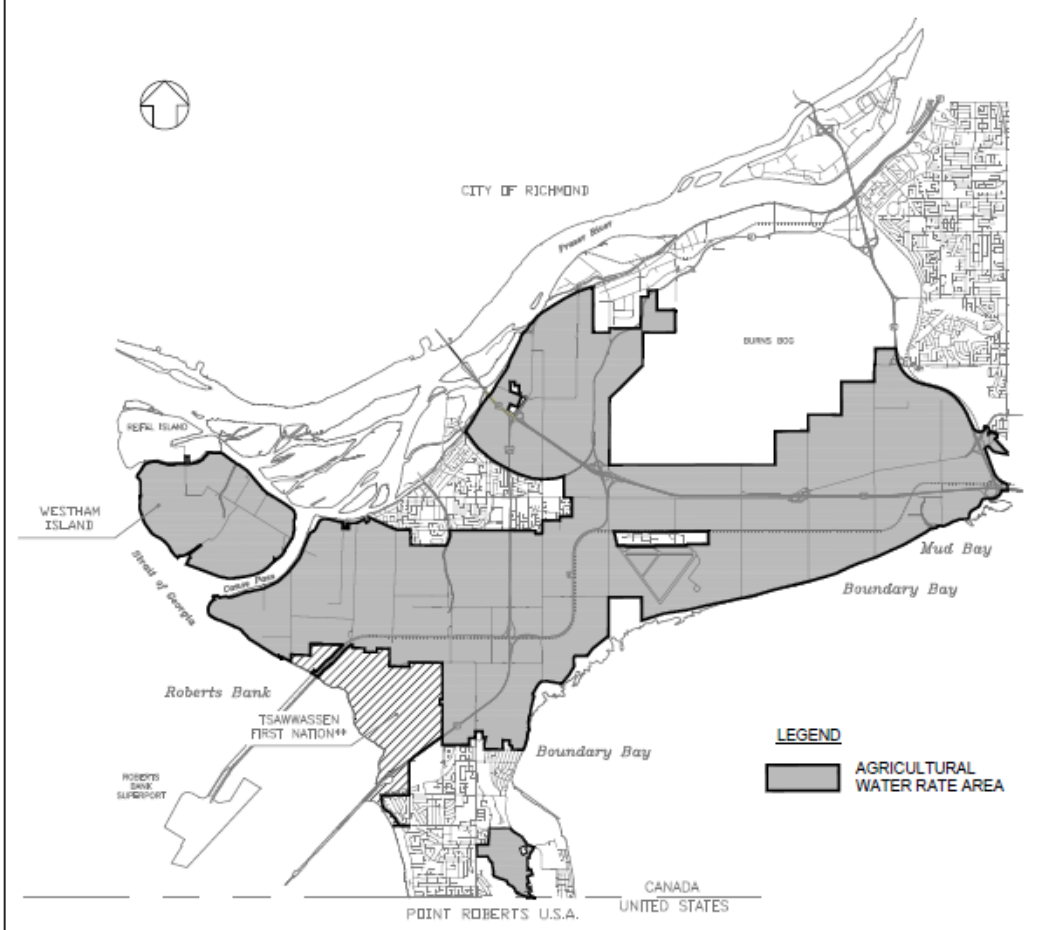 CITY OF RICHMOND
Fraser River
BURNS BOG
REIFEL ISLAND
WESTHAM
ISLAND
Canoe Pass
Strait of Georgia
Mud Bay
Boundary Bay
Roberts Bank
TSAWWASSEN
FIRST NATION**
Boundary Bay
ROBERTS
BANK
SUPERPORT
LEGEND
AGRICULTURAL
WATER RATE AREA
CANADA
UNITED STATES
POINT ROBERTS U.S.A.